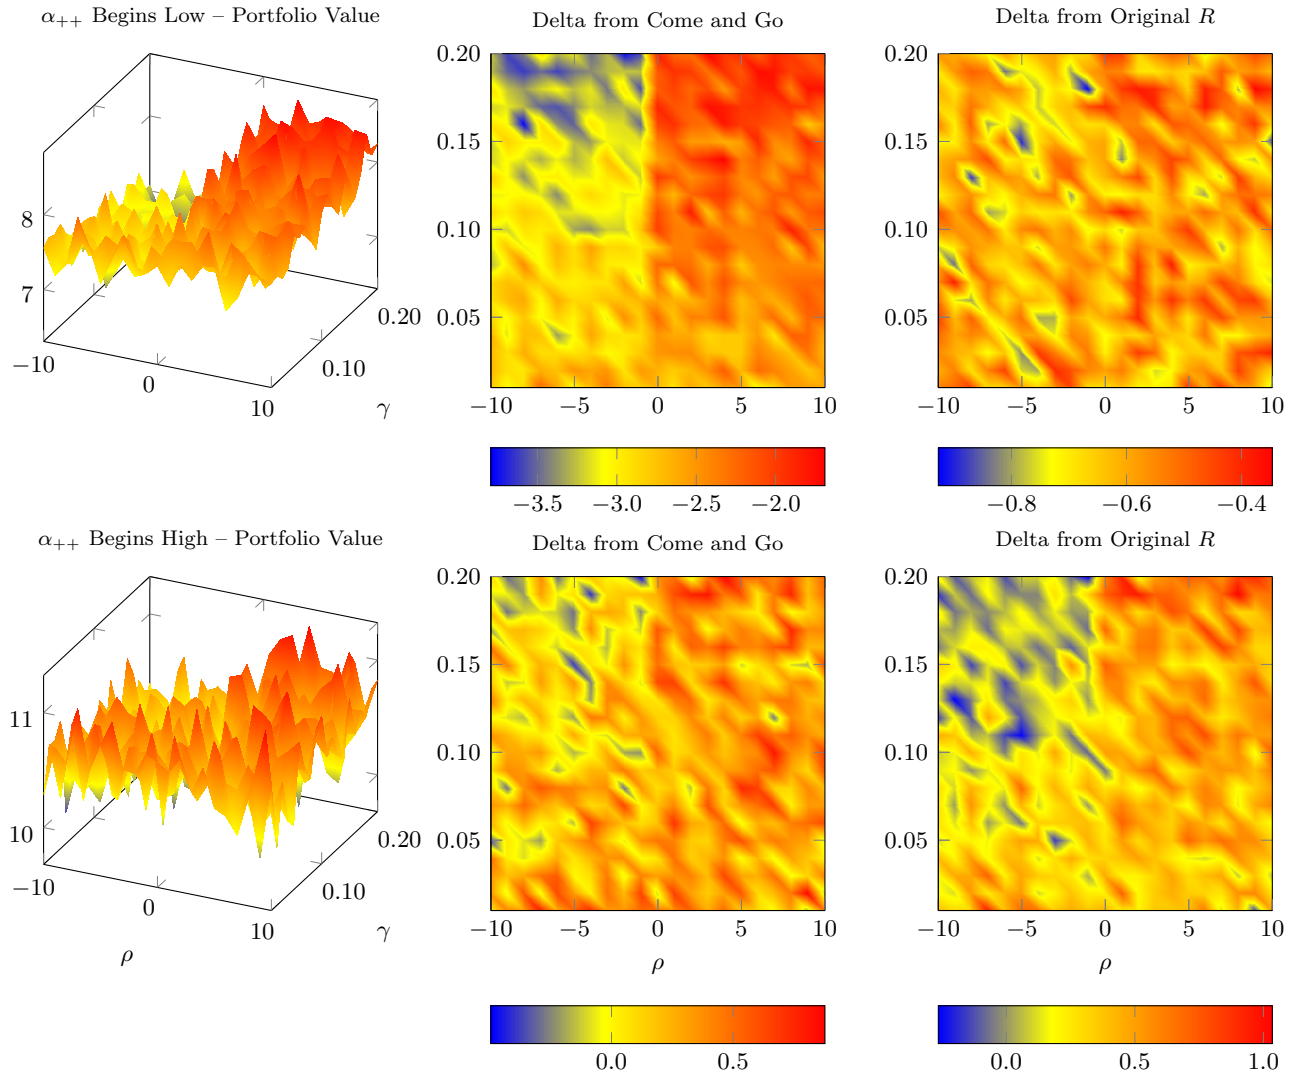 α++ Begins Low – Portfolio Value
Delta from Come and Go
Delta from Original R
8
7
−10
0
10
0.10
0.20
γ
0.20
0.15
0.10
0.05
−10 −5 0 5 10
−3.5 −3.0 −2.5 −2.0
0.20
0.15
0.10
0.05
−10 −5 0 5 10
−0.8 −0.6 −0.4
α++ Begins High – Portfolio Value
Delta from Come and Go
Delta from Original R
11
10
−10
0
10
0.10
0.20
ρ
γ
0.20
0.15
0.10
0.05
−10 −5 0 5 10
ρ
0.0 0.5
0.20
0.15
0.10
0.05
−10 −5 0 5 10
ρ
0.0 0.5 1.0